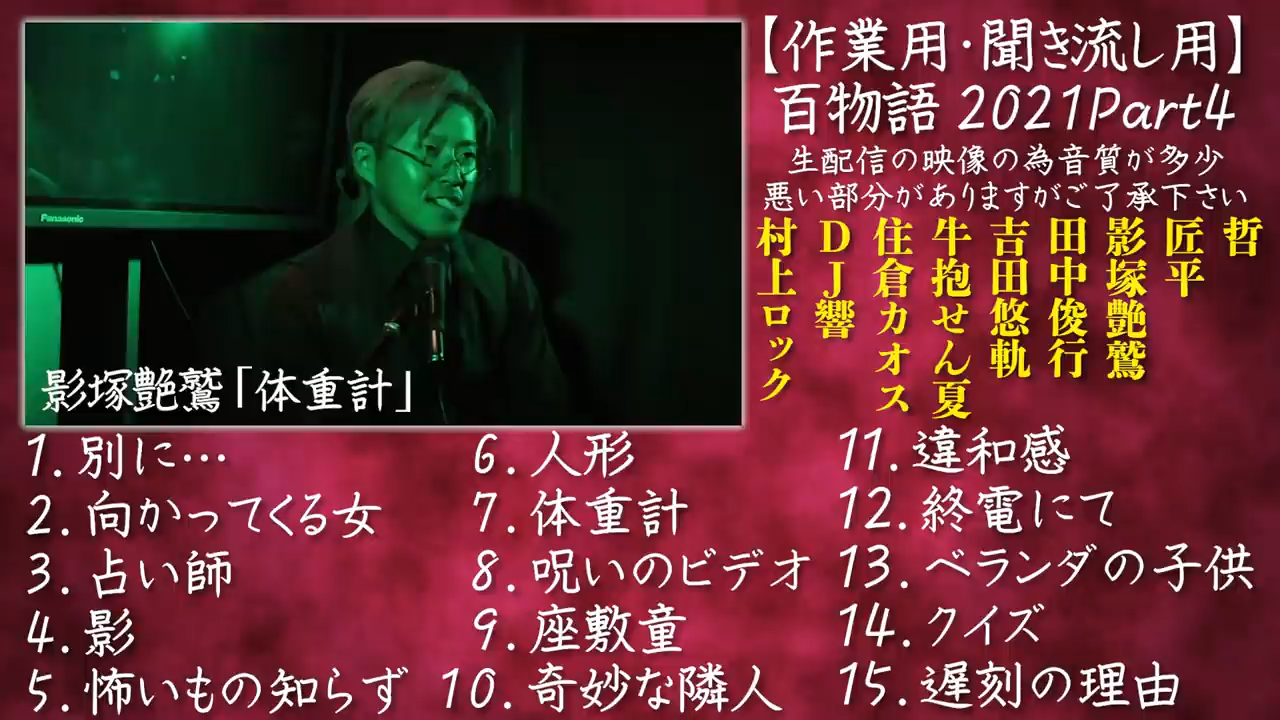 【作業用・聞き流し用】
百物語 2021Part4
生配信の映像の為音質が多少
悪い部分がありますがご了承下さい
哲
匠平
影塚艶鷲
田中俊行
吉田悠軌
牛抱せん夏
住倉カオス
DJ響
村上ロック
Panasonic
影塚艶鷲「体重計」
1. 別に…
2. 向かってくる女
3. 占い師
4. 影
5. 怖いもの知らず
6. 人形
7. 体重計
8. 呪いのビデオ
9. 座敷童
10. 奇妙な隣人
11. 違和感
12. 終電にて
13. ベランダの子供
14. クイズ
15. 遅刻の理由